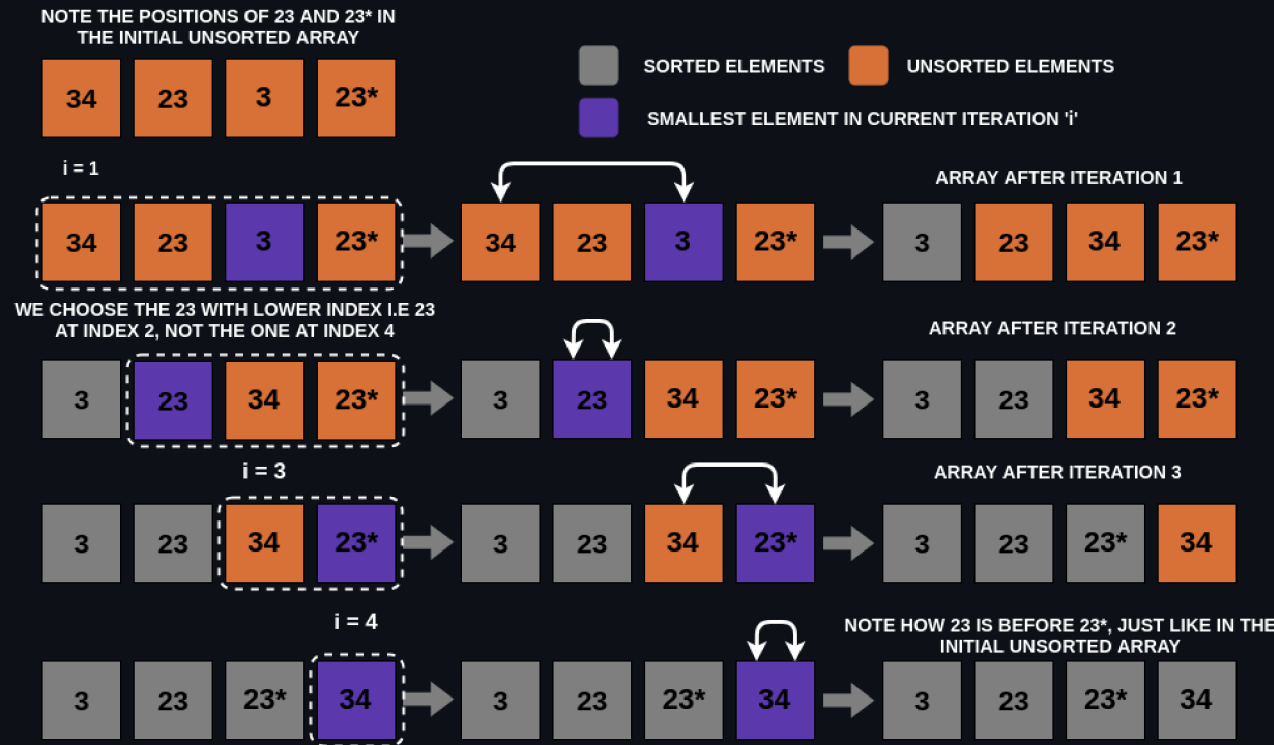 NOTE THE POSITIONS OF 23 AND 23* IN
THE INITIAL UNSORTED ARRAY
34 23 3 23*
SORTED ELEMENTS UNSORTED ELEMENTS
SMALLEST ELEMENT IN CURRENT ITERATION 'i'
i = 1
ARRAY AFTER ITERATION 1
34 23 3 23* 34 23 3 23* 3 23 34 23*
WE CHOOSE THE 23 WITH LOWER INDEX I.E 23
AT INDEX 2, NOT THE ONE AT INDEX 4
ARRAY AFTER ITERATION 2
3 23 34 23* 3 23 34 23* 3 23 34 23*
i = 3
ARRAY AFTER ITERATION 3
3 23 34 23* 3 23 34 23* 3 23 23* 34
i = 4
NOTE HOW 23 IS BEFORE 23*, JUST LIKE IN THE
INITIAL UNSORTED ARRAY
3 23 23* 34 3 23 23* 34 3 23 23* 34